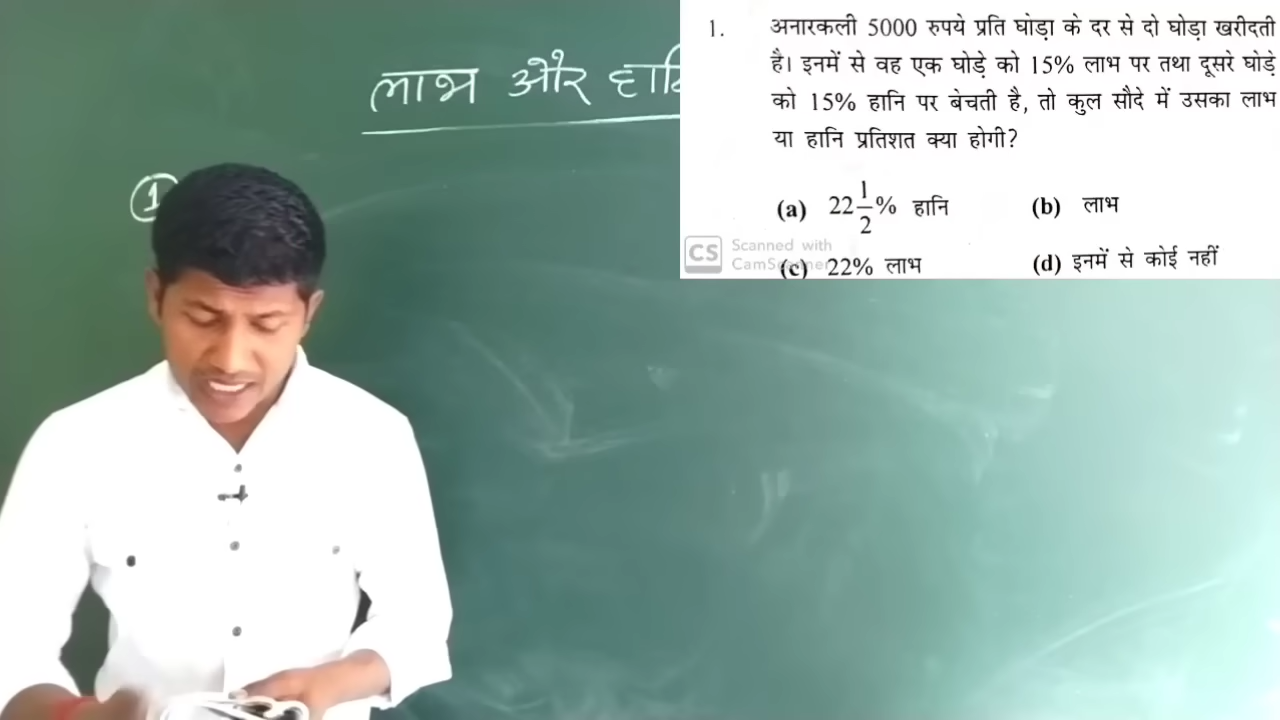 लाभ और हानि
①
1. अनारकली 5000 रुपये प्रति घोड़ा के दर से दो घोड़ा खरीदती
है। इनमें से वह एक घोड़े को 15% लाभ पर तथा दूसरे घोड़े
को 15% हानि पर बेचती है, तो कुल सौदे में उसका लाभ
या हानि प्रतिशत क्या होगी?
(a) 22 1/2% हानि (b) लाभ
(c) 22% लाभ (d) इनमें से कोई नहीं
CS Scanned with
CamScanner